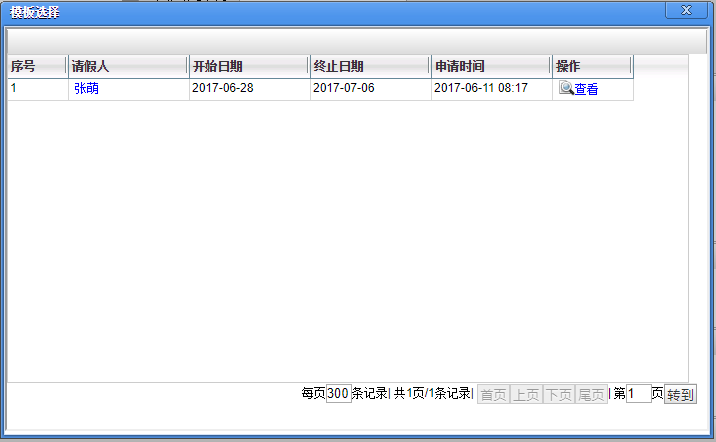 模板选择
序号 请假人 开始日期 终止日期 申请时间 操作
1 张萌 2017-06-28 2017-07-06 2017-06-11 08:17 查看
每页300条记录| 共1页/1条记录| 首页 上页 下页 尾页 | 第1页 转到